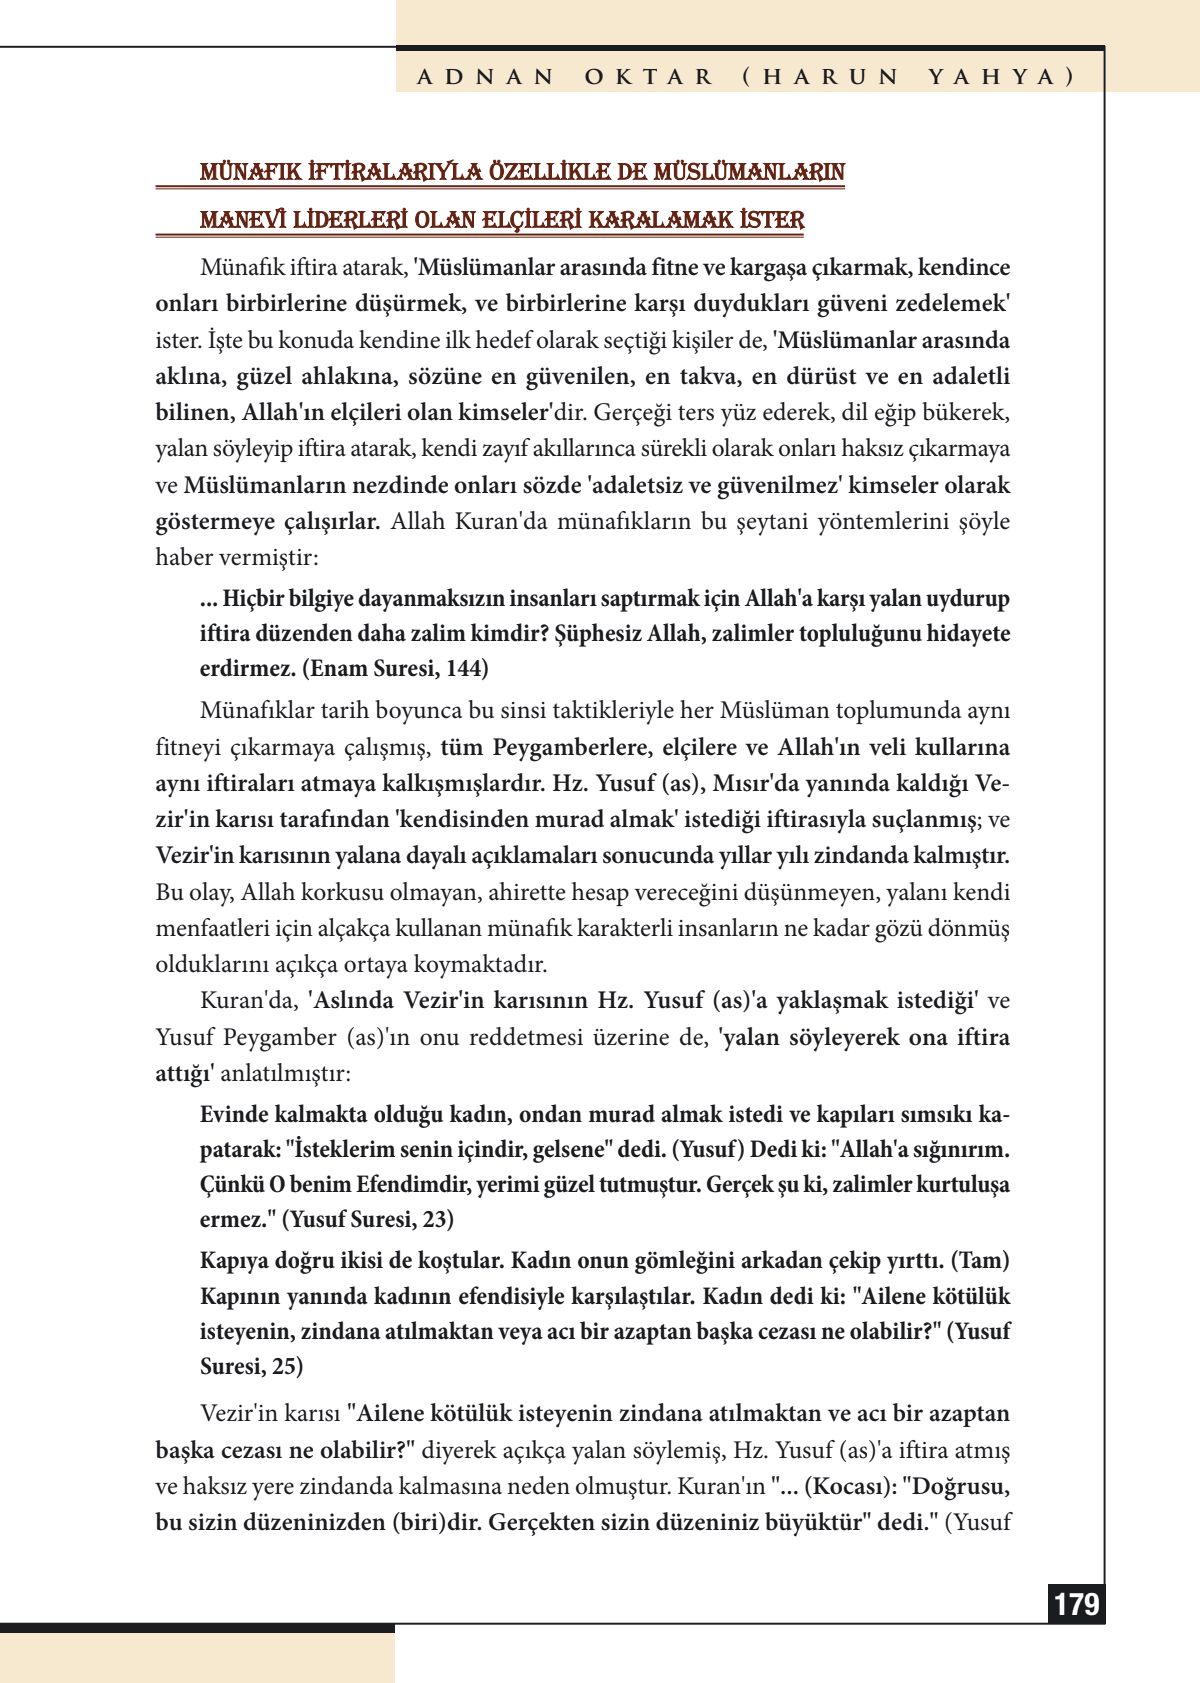 ADNAN OKTAR (HARUN YAHYA)
MÜNAFIK İFTİRALARIYLA ÖZELLİKLE DE MÜSLÜMANLARIN
MANEVİ LİDERLERİ OLAN ELÇİLERİ KARALAMAK İSTER
Münafık iftira atarak, 'Müslümanlar arasında fitne ve kargaşa çıkarmak, kendince
onları birbirlerine düşürmek, ve birbirlerine karşı duydukları güveni zedelemek'
ister. İşte bu konuda kendine ilk hedef olarak seçtiği kişiler de, 'Müslümanlar arasında
aklına, güzel ahlakına, sözüne en güvenilen, en takva, en dürüst ve en adaletli
bilinen, Allah'ın elçileri olan kimseler'dir. Gerçeği ters yüz ederek, dil eğip bükerek,
yalan söyleyip iftira atarak, kendi zayıf akıllarınca sürekli olarak onları haksız çıkarmaya
ve Müslümanların nezdinde onları sözde 'adaletsiz ve güvenilmez' kimseler olarak
göstermeye çalışırlar. Allah Kuran'da münafıkların bu şeytani yöntemlerini şöyle
haber vermiştir:
... Hiçbir bilgiye dayanmaksızın insanları saptırmak için Allah'a karşı yalan uydurup
iftira düzenden daha zalim kimdir? Şüphesiz Allah, zalimler topluluğunu hidayete
erdirmez. (Enam Suresi, 144)
Münafıklar tarih boyunca bu sinsi taktikleriyle her Müslüman toplumunda aynı
fitneyi çıkarmaya çalışmış, tüm Peygamberlere, elçilere ve Allah'ın veli kullarına
aynı iftiraları atmaya kalkışmışlardır. Hz. Yusuf (as), Mısır'da yanında kaldığı Ve-
zir'in karısı tarafından 'kendisinden murad almak' istediği iftirasıyla suçlanmış; ve
Vezir'in karısının yalana dayalı açıklamaları sonucunda yıllar yılı zindanda kalmıştır.
Bu olay, Allah korkusu olmayan, ahirette hesap vereceğini düşünmeyen, yalanı kendi
menfaatleri için alçakça kullanan münafık karakterli insanların ne kadar gözü dönmüş
olduklarını açıkça ortaya koymaktadır.
Kuran'da, 'Aslında Vezir'in karısının Hz. Yusuf (as)'a yaklaşmak istediği' ve
Yusuf Peygamber (as)'ın onu reddetmesi üzerine de, 'yalan söyleyerek ona iftira
attığı' anlatılmıştır:
Evinde kalmakta olduğu kadın, ondan murad almak istedi ve kapıları sımsıkı ka-
patarak: "İsteklerim senin içindir, gelsene" dedi. (Yusuf) Dedi ki: "Allah'a sığınırım.
Çünkü O benim Efendimdir, yerimi güzel tutmuştur. Gerçek şu ki, zalimler kurtuluşa
ermez." (Yusuf Suresi, 23)
Kapıya doğru ikisi de koştular. Kadın onun gömleğini arkadan çekip yırttı. (Tam)
Kapının yanında kadının efendisiyle karşılaştılar. Kadın dedi ki: "Ailene kötülük
isteyenin, zindana atılmaktan veya acı bir azaptan başka cezası ne olabilir?" (Yusuf
Suresi, 25)
Vezir'in karısı "Ailene kötülük isteyenin zindana atılmaktan ve acı bir azaptan
başka cezası ne olabilir?" diyerek açıkça yalan söylemiş, Hz. Yusuf (as)'a iftira atmış
ve haksız yere zindanda kalmasına neden olmuştur. Kuran'ın "... (Kocası): "Doğrusu,
bu sizin düzeninizden (biri)dir. Gerçekten sizin düzeniniz büyüktür" dedi." (Yusuf
179